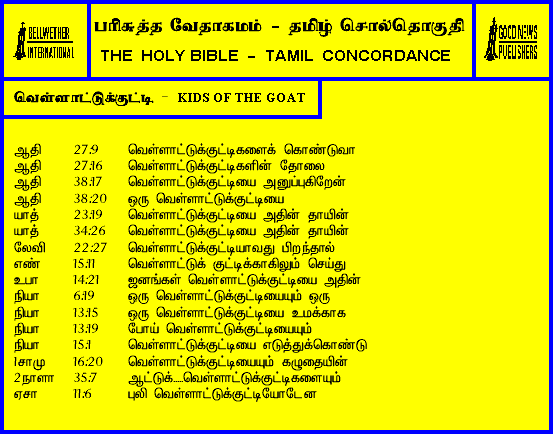 BELLWETHER
INTERNATIONAL
பரிசுத்த வேதாகமம் - தமிழ் சொல்தொகுதி
THE HOLY BIBLE - TAMIL CONCORDANCE
GOOD NEWS
PUBLISHERS
வெள்ளாட்டுக்குட்டி - KIDS OF THE GOAT
ஆதி 27:9 வெள்ளாட்டுக்குட்டிகளைக் கொண்டுவா
ஆதி 27:16 வெள்ளாட்டுக்குட்டிகளின் தோலை
ஆதி 38:17 வெள்ளாட்டுக்குட்டியை அனுப்புகிறேன்
ஆதி 38:20 ஒரு வெள்ளாட்டுக்குட்டியை
யாத் 23:19 வெள்ளாட்டுக்குட்டியை அதின் தாயின்
யாத் 34:26 வெள்ளாட்டுக்குட்டியை அதின் தாயின்
லேவி 22:27 வெள்ளாட்டுக்குட்டியாவது பிறந்தால்
எண் 15:11 வெள்ளாட்டுக் குட்டிக்காகிலும் செய்து
உபா 14:21 ஜனங்கள் வெள்ளாட்டுக்குட்டியை அதின்
நியா 6:19 ஒரு வெள்ளாட்டுக்குட்டியையும் ஒரு
நியா 13:15 ஒரு வெள்ளாட்டுக்குட்டியை உமக்காக
நியா 13:19 போய் வெள்ளாட்டுக்குட்டியையும்
நியா 15:1 வெள்ளாட்டுக்குட்டியை எடுத்துக்கொண்டு
1சாமு 16:20 வெள்ளாட்டுக்குட்டியையும் கழுதையின்
2நாளா 35:7 ஆட்டுக்.....வெள்ளாட்டுக்குட்டிகளையும்
ஏசா 11:6 புலி வெள்ளாட்டுக்குட்டியோடேன